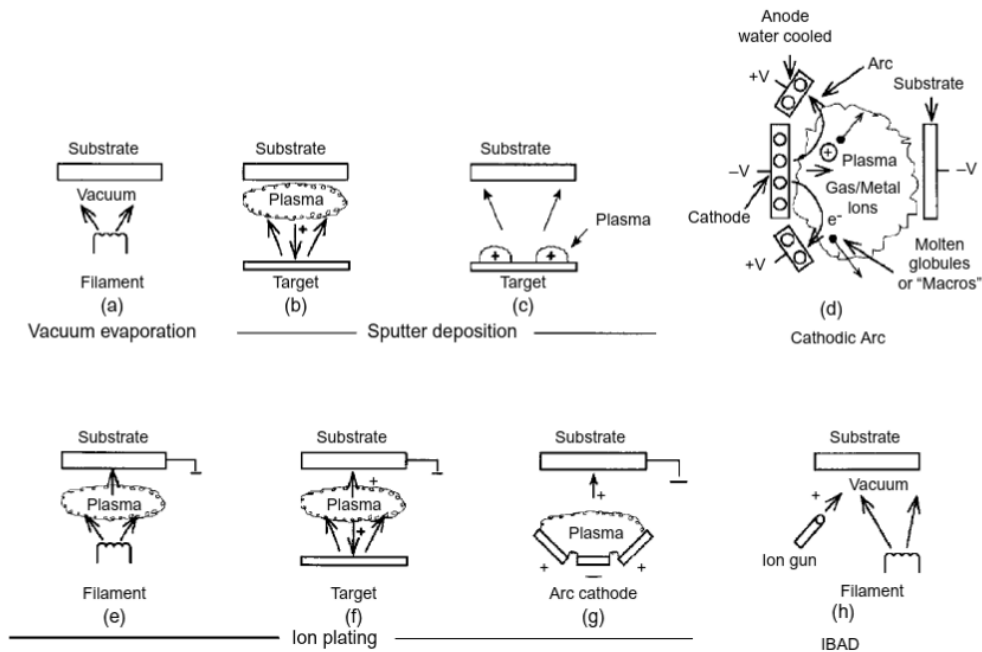 Substrate
Vacuum
Filament
(a)
Vacuum evaporation
Substrate
Plasma
+
Target
(b)
Substrate
Plasma
+ +
Target
(c)
Sputter deposition
Anode
water cooled
+V
Arc
Substrate
+
Plasma
–V
Gas/Metal
Ions
–V
Cathode
e-
+V
Molten
globules
or “Macros”
(d)
Cathodic Arc
Substrate
Plasma
Filament
(e)
Substrate
+
Plasma
+
Target
(f)
Substrate
+
Plasma
+ – +
Arc cathode
(g)
Ion plating
Substrate
Vacuum
+
Ion gun
Filament
(h)
IBAD